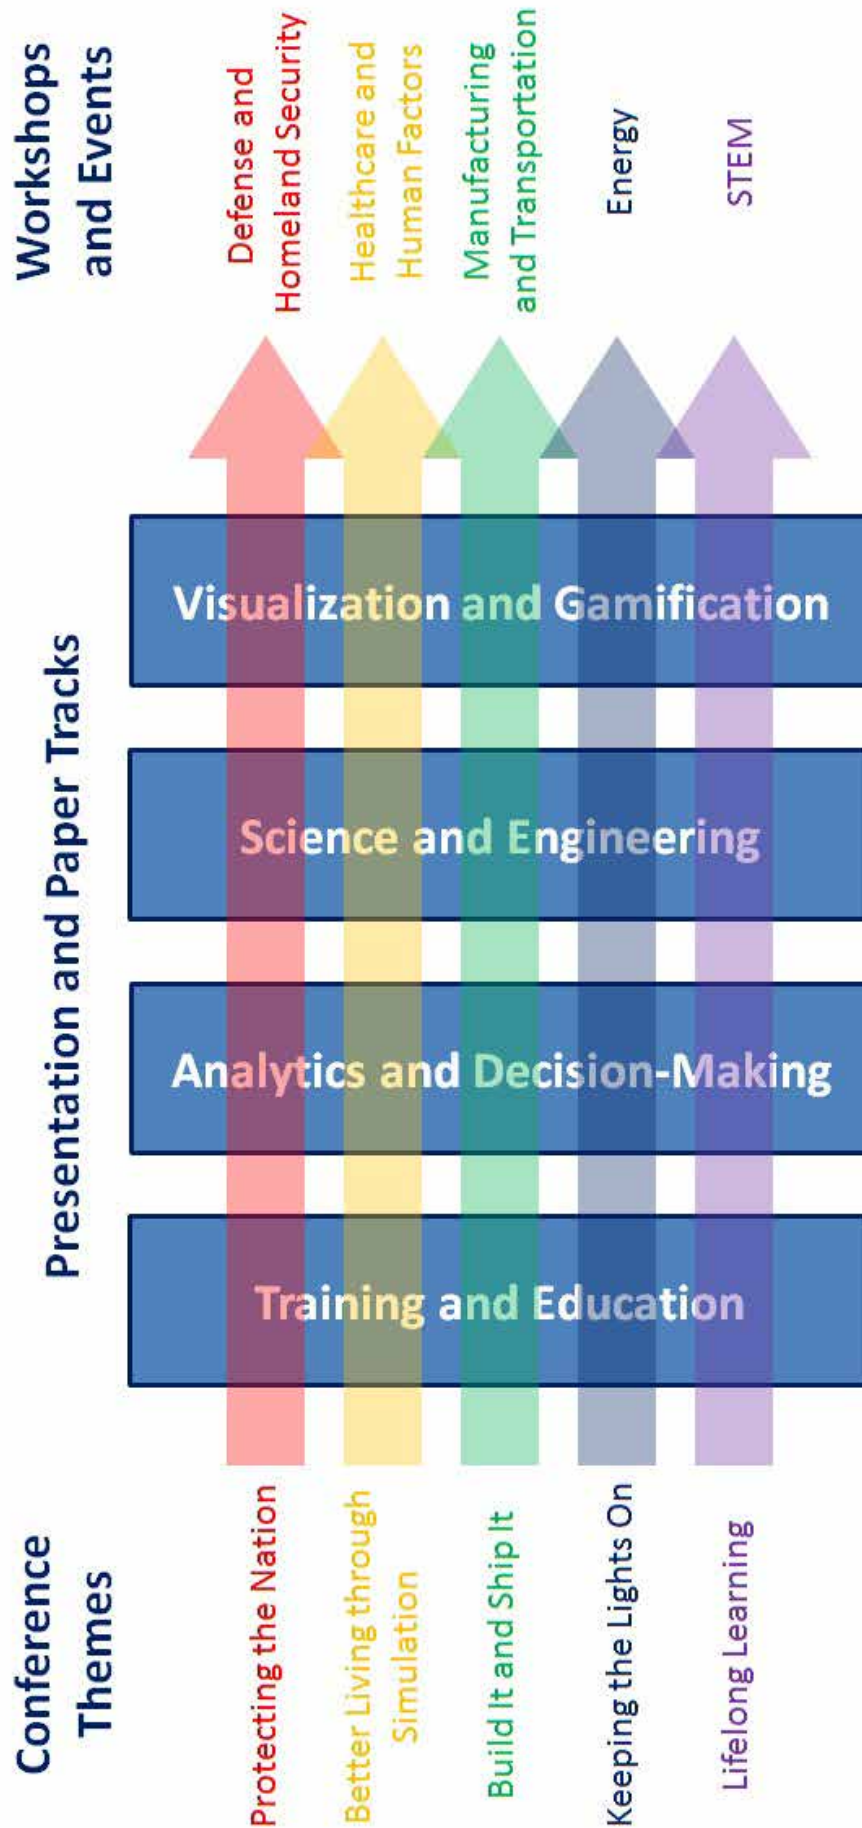 Conference
Themes
Presentation and Paper Tracks
Workshops
and Events
Protecting the Nation
Better Living through
Simulation
Build It and Ship It
Keeping the Lights On
Lifelong Learning
Training and Education
Analytics and Decision-Making
Science and Engineering
Visualization and Gamification
Defense and
Homeland Security
Healthcare and
Human Factors
Manufacturing
and Transportation
Energy
STEM